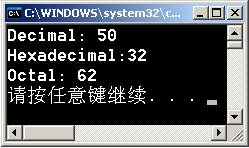 C:\WINDOWS\system32\c...
Decimal: 50
Hexadecimal:32
Octal: 62
请按任意键继续. . .